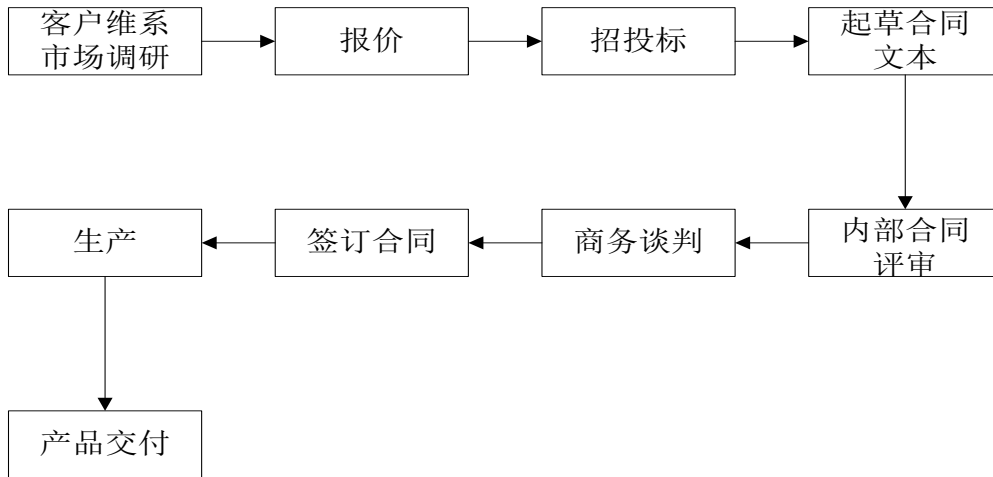 客户维系
市场调研
报价
招投标
起草合同
文本
内部合同
评审
商务谈判
签订合同
生产
产品交付